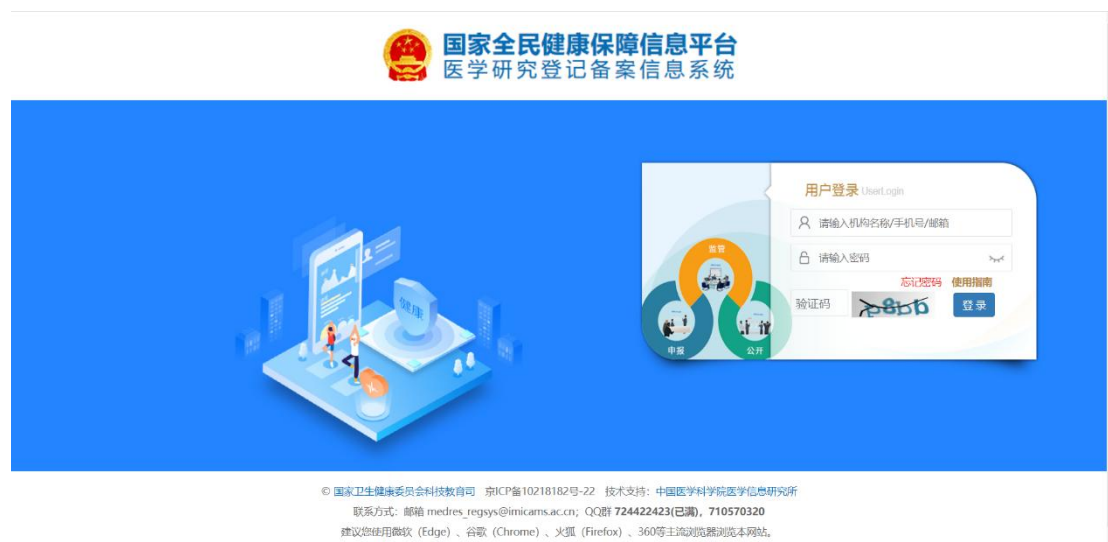 国家全民健康保障信息平台
医学研究登记备案信息系统
健康
监管
申报
公开
用户登录 UserLogin
请输入机构名称/手机号/邮箱
请输入密码
忘记密码 使用指南
验证码 登录
© 国家卫生健康委员会科技教育司 京ICP备10218182号-22 技术支持：中国医学科学院医学信息研究所
联系方式：邮箱 medres_regsys@imicams.ac.cn；QQ群 724422423(已满)，710570320
建议您使用微软（Edge）、谷歌（Chrome）、火狐（Firefox）、360等主流浏览器浏览本网站。